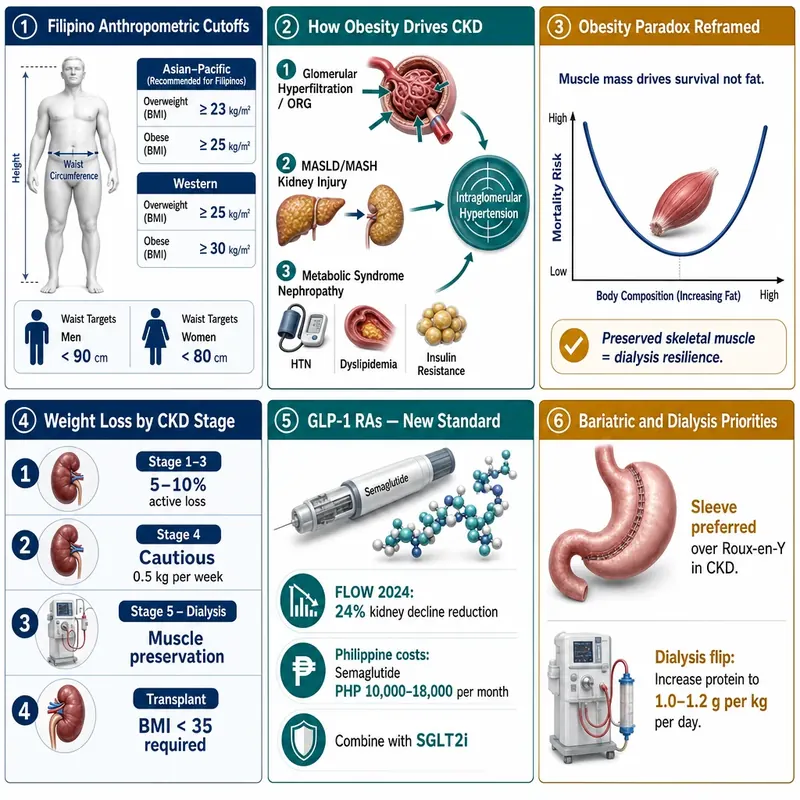 ① Filipino Anthropometric Cutoffs
Height
Waist
Circumference
Asian–Pacific
(Recommended for Filipinos)
Overweight
(BMI)
≥ 23 kg/m²
Obese
(BMI)
≥ 25 kg/m²
Western
Overweight
(BMI)
≥ 25 kg/m²
Obese
(BMI)
≥ 30 kg/m²
Waist Targets
Men
< 90 cm
Waist Targets
Women
< 80 cm
② How Obesity Drives CKD
1 Glomerular
Hyperfiltration
/ ORG
2 MASLD/MASH
Kidney Injury
3 Metabolic Syndrome
Nephropathy
Intraglomerular
Hypertension
HTN
Dyslipidemia
Insulin
Resistance
③ Obesity Paradox Reframed
Muscle mass drives survival not fat.
High
Mortality Risk
Low
Body Composition (Increasing Fat)
High
Preserved skeletal muscle
= dialysis resilience.
④ Weight Loss by CKD Stage
1
Stage 1–3
5–10%
active loss
2
Stage 4
Cautious
0.5 kg per week
3
Stage 5 – Dialysis
Muscle
preservation
4
Transplant
BMI < 35
required
⑤ GLP-1 RAs — New Standard
Semaglutide
FLOW 2024:
24% kidney decline reduction
₱
Philippine costs:
Semaglutide
PHP 10,000–18,000 per month
Combine with SGLT2i
⑥ Bariatric and Dialysis Priorities
Sleeve
preferred
over Roux-en-Y
in CKD.
Dialysis flip:
Increase protein to
1.0–1.2 g per kg
per day.